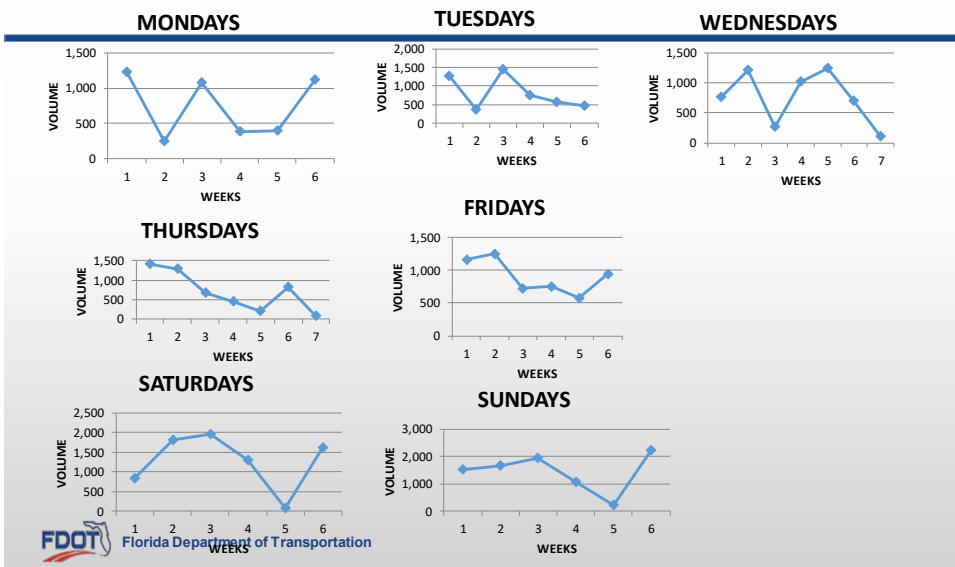 MONDAYS
1,500
1,000
500
0
VOLUME
1 2 3 4 5 6
WEEKS
TUESDAYS
2,000
1,500
1,000
500
0
VOLUME
1 2 3 4 5 6
WEEKS
WEDNESDAYS
1,500
1,000
500
0
VOLUME
1 2 3 4 5 6 7
WEEKS
THURSDAYS
1,500
1,000
500
0
VOLUME
1 2 3 4 5 6 7
WEEKS
FRIDAYS
1,500
1,000
500
0
VOLUME
1 2 3 4 5 6
WEEKS
SATURDAYS
2,500
2,000
1,500
1,000
500
0
VOLUME
1 2 3 4 5 6
WEEKS
SUNDAYS
3,000
2,000
1,000
0
VOLUME
1 2 3 4 5 6
WEEKS
FDOT
Florida Department of Transportation